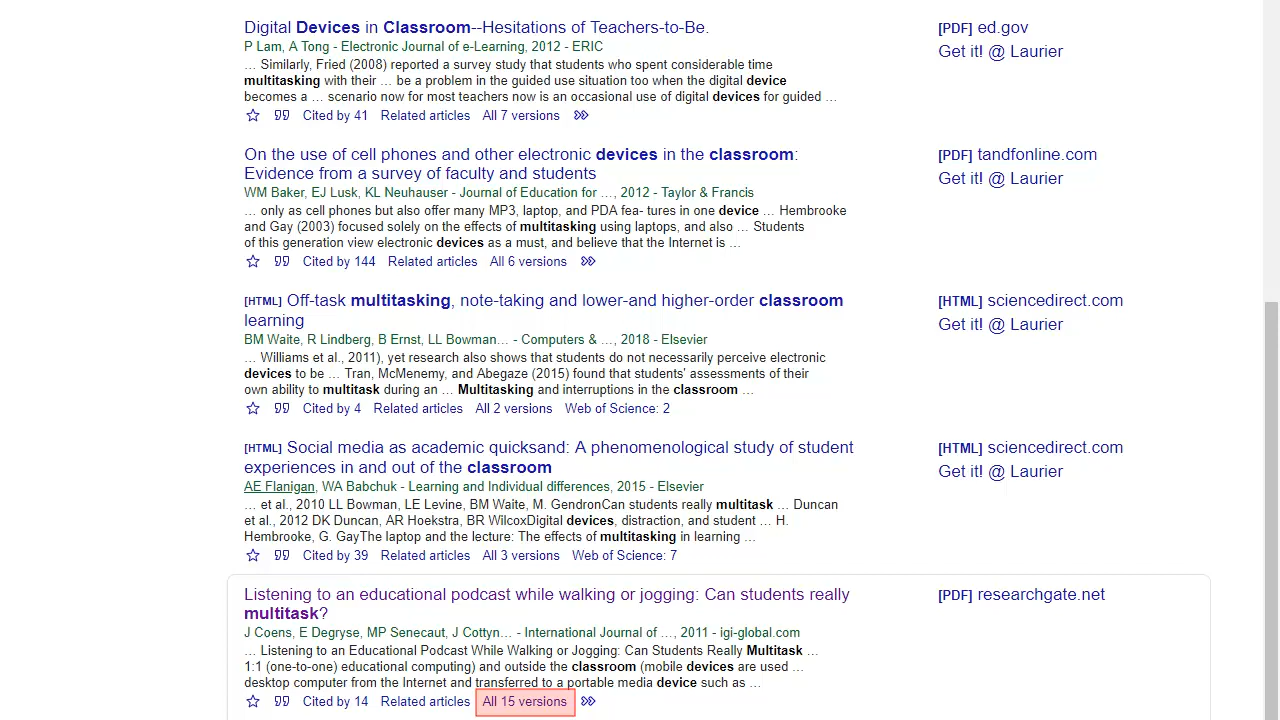 Digital Devices in Classroom--Hesitations of Teachers-to-Be.
[PDF] ed.gov
P Lam, A Tong - Electronic Journal of e-Learning, 2012 - ERIC
Get it! @ Laurier
… Similarly, Fried (2008) reported a survey study that students who spent considerable time
multitasking with their … be a problem in the guided use situation too when the digital device
becomes a … scenario now for most teachers now is an occasional use of digital devices for guided …
Cited by 41 Related articles All 7 versions
On the use of cell phones and other electronic devices in the classroom:
[PDF] tandfonline.com
Evidence from a survey of faculty and students
Get it! @ Laurier
WM Baker, EJ Lusk, KL Neuhauser - Journal of Education for …, 2012 - Taylor & Francis
… only as cell phones but also offer many MP3, laptop, and PDA fea- tures in one device … Hembrooke
and Gay (2003) focused solely on the effects of multitasking using laptops, and also … Students
of this generation view electronic devices as a must, and believe that the Internet is …
Cited by 144 Related articles All 6 versions
[HTML] Off-task multitasking, note-taking and lower-and higher-order classroom
[HTML] sciencedirect.com
learning
Get it! @ Laurier
BM Waite, R Lindberg, B Ernst, LL Bowman… - Computers & …, 2018 - Elsevier
… Williams et al., 2011), yet research also shows that students do not necessarily perceive electronic
devices to be … Tran, McMenemy, and Abegaze (2015) found that students' assessments of their
own ability to multitask during an … Multitasking and interruptions in the classroom …
Cited by 4 Related articles All 2 versions Web of Science: 2
[HTML] Social media as academic quicksand: A phenomenological study of student
[HTML] sciencedirect.com
experiences in and out of the classroom
Get it! @ Laurier
AE Flanigan, WA Babchuk - Learning and Individual differences, 2015 - Elsevier
… et al., 2010 LL Bowman, LE Levine, BM Waite, M. GendronCan students really multitask … Duncan
et al., 2012 DK Duncan, AR Hoekstra, BR WilcoxDigital devices, distraction, and student … H.
Hembrooke, G. GayThe laptop and the lecture: The effects of multitasking in learning …
Cited by 39 Related articles All 3 versions Web of Science: 7
Listening to an educational podcast while walking or jogging: Can students really
[PDF] researchgate.net
multitask?
J Coens, E Degryse, MP Senecaut, J Cottyn… - International Journal of …, 2011 - igi-global.com
… Listening to an Educational Podcast While Walking or Jogging: Can Students Really Multitask …
1:1 (one-to-one) educational computing) and outside the classroom (mobile devices are used …
desktop computer from the Internet and transferred to a portable media device such as …
Cited by 14 Related articles All 15 versions